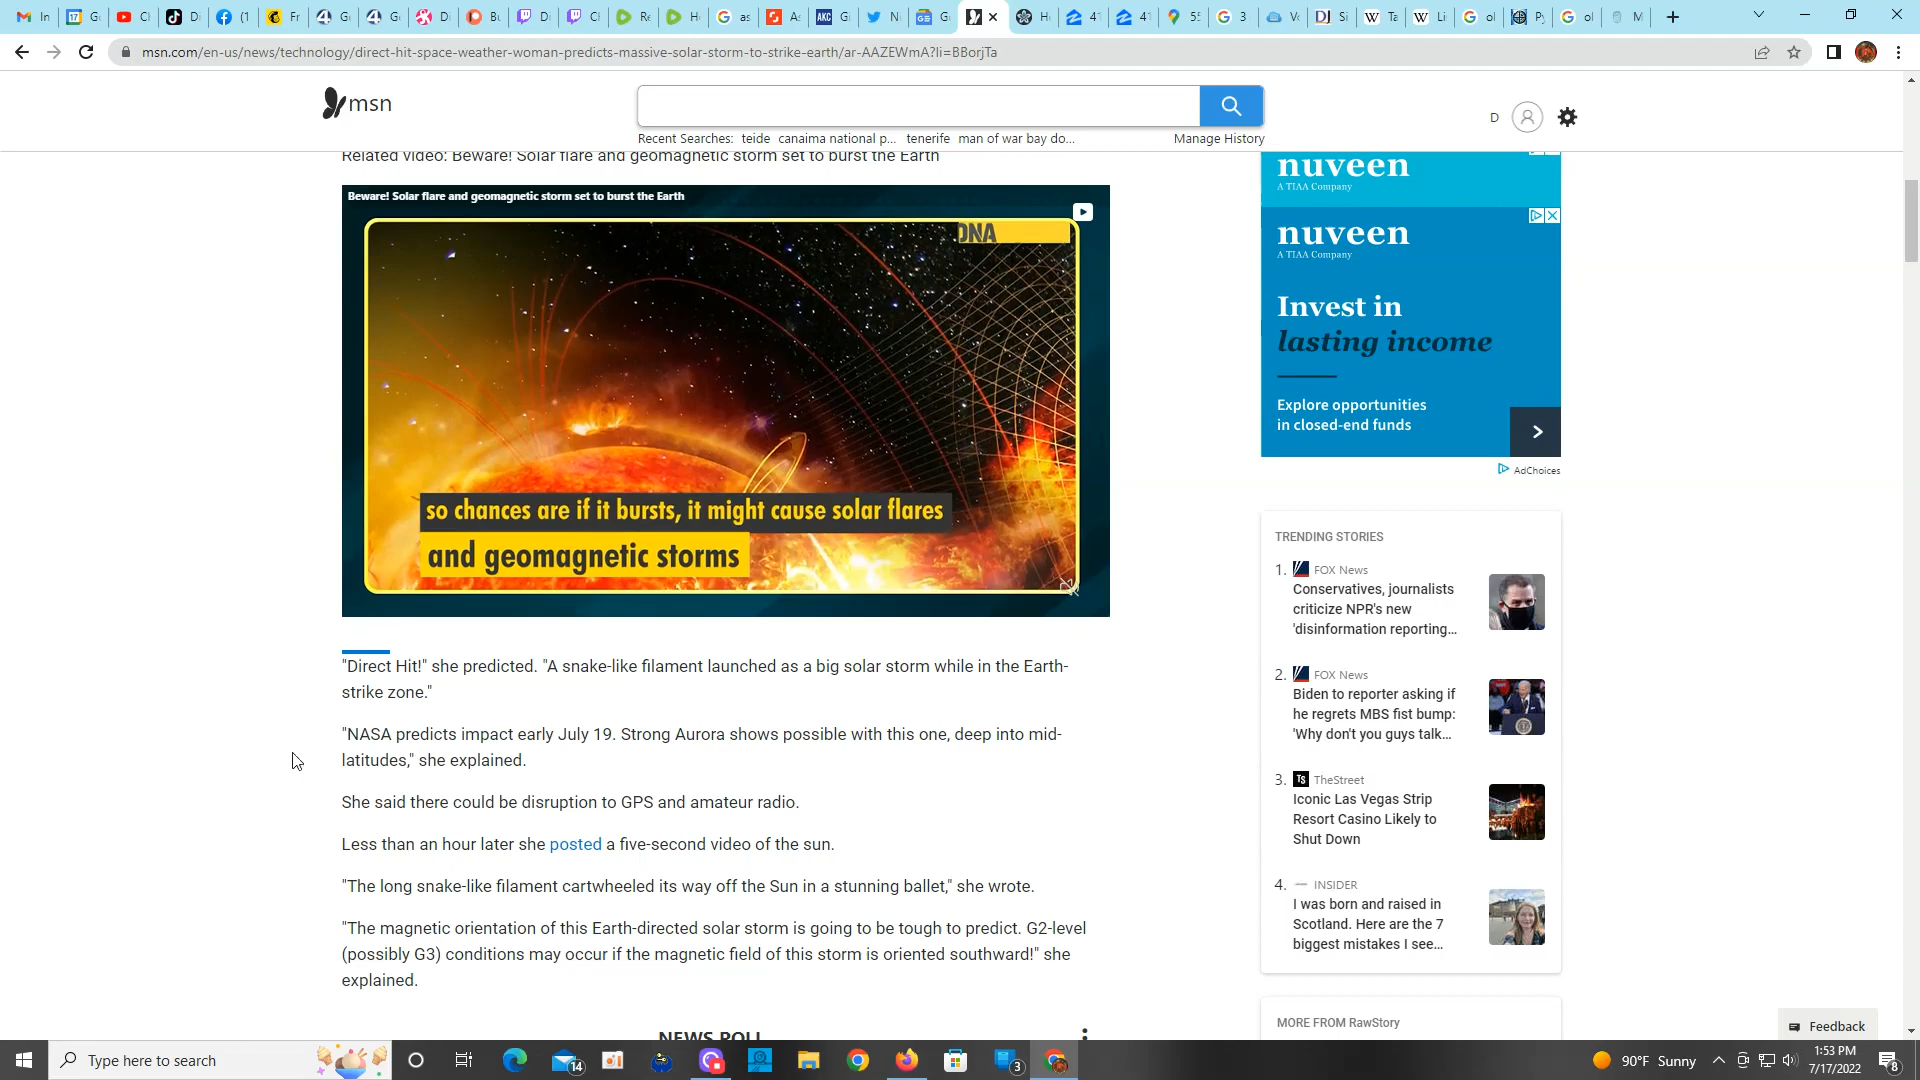 msn.com/en-us/news/technology/direct-hit-space-weather-woman-predicts-massive-solar-storm-to-strike-earth/ar-AAZEWmA?li=BBorjTa
msn
D
Recent Searches: teide canaima national p... tenerife man of war bay do... Manage History
Related video: Beware! Solar flare and geomagnetic storm set to burst the Earth
Beware! Solar flare and geomagnetic storm set to burst the Earth
DNA
so chances are if it bursts, it might cause solar flares
and geomagnetic storms
"Direct Hit!" she predicted. "A snake-like filament launched as a big solar storm while in the Earth-
strike zone."
"NASA predicts impact early July 19. Strong Aurora shows possible with this one, deep into mid-
latitudes," she explained.
She said there could be disruption to GPS and amateur radio.
Less than an hour later she posted a five-second video of the sun.
"The long snake-like filament cartwheeled its way off the Sun in a stunning ballet," she wrote.
"The magnetic orientation of this Earth-directed solar storm is going to be tough to predict. G2-level
(possibly G3) conditions may occur if the magnetic field of this storm is oriented southward!" she
explained.
NEWS POLL
nuveen
A TIAA Company
nuveen
A TIAA Company
Invest in
lasting income
Explore opportunities
in closed-end funds
AdChoices
TRENDING STORIES
1. FOX News
Conservatives, journalists
criticize NPR's new
'disinformation reporting...
2. FOX News
Biden to reporter asking if
he regrets MBS fist bump:
'Why don't you guys talk...
3. TS TheStreet
Iconic Las Vegas Strip
Resort Casino Likely to
Shut Down
4. INSIDER
I was born and raised in
Scotland. Here are the 7
biggest mistakes I see...
MORE FROM RawStory
Feedback
Type here to search
14
3
90°F Sunny
1:53 PM
7/17/2022
8